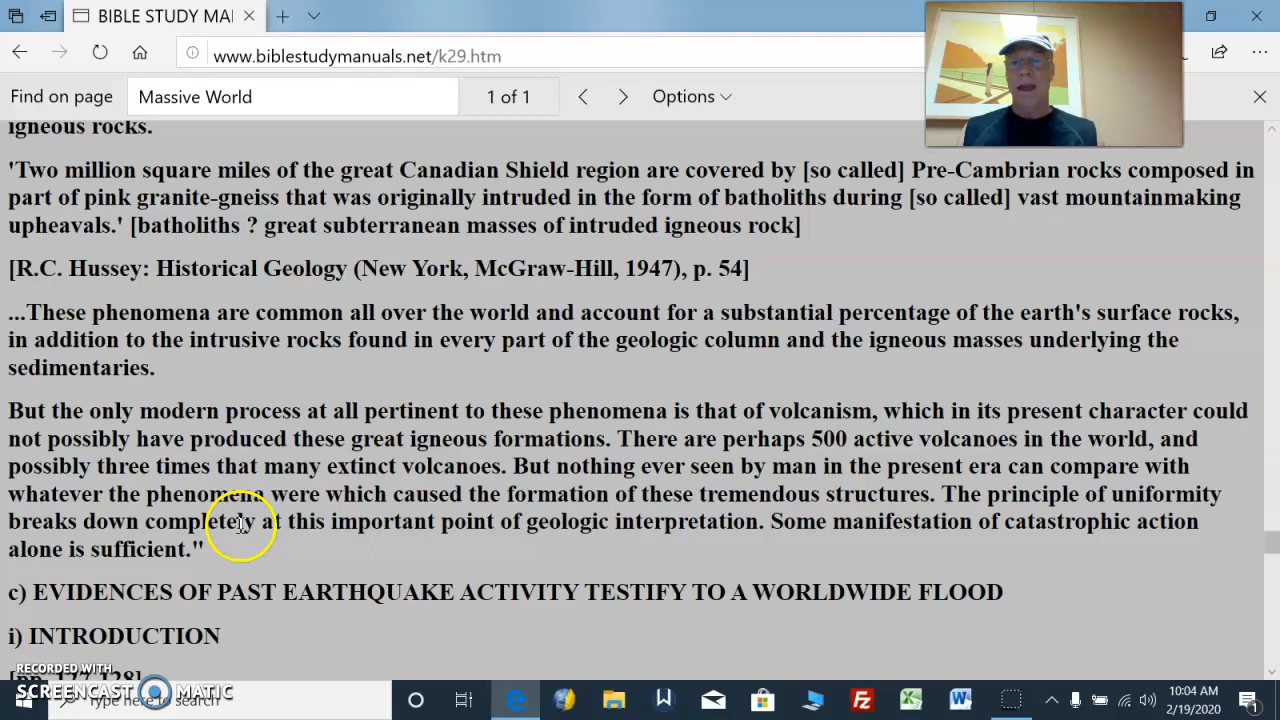 BIBLE STUDY MAI
www.biblestudymanuals.net/k29.htm
Find on page
Massive World
1 of 1
Options
igneous rocks.
'Two million square miles of the great Canadian Shield region are covered by [so called] Pre-Cambrian rocks composed in
part of pink granite-gneiss that was originally intruded in the form of batholiths during [so called] vast mountainmaking
upheavals.' [batholiths ? great subterranean masses of intruded igneous rock]
[R.C. Hussey: Historical Geology (New York, McGraw-Hill, 1947), p. 54]
...These phenomena are common all over the world and account for a substantial percentage of the earth's surface rocks,
in addition to the intrusive rocks found in every part of the geologic column and the igneous masses underlying the
sedimentaries.
But the only modern process at all pertinent to these phenomena is that of volcanism, which in its present character could
not possibly have produced these great igneous formations. There are perhaps 500 active volcanoes in the world, and
possibly three times that many extinct volcanoes. But nothing ever seen by man in the present era can compare with
whatever the phenomena were which caused the formation of these tremendous structures. The principle of uniformity
breaks down completely at this important point of geologic interpretation. Some manifestation of catastrophic action
alone is sufficient."
c) EVIDENCES OF PAST EARTHQUAKE ACTIVITY TESTIFY TO A WORLDWIDE FLOOD
i) INTRODUCTION
[pp. 127-128]
RECORDED WITH
SCREENCAST MATIC
Type here to search
10:04 AM
2/19/2020